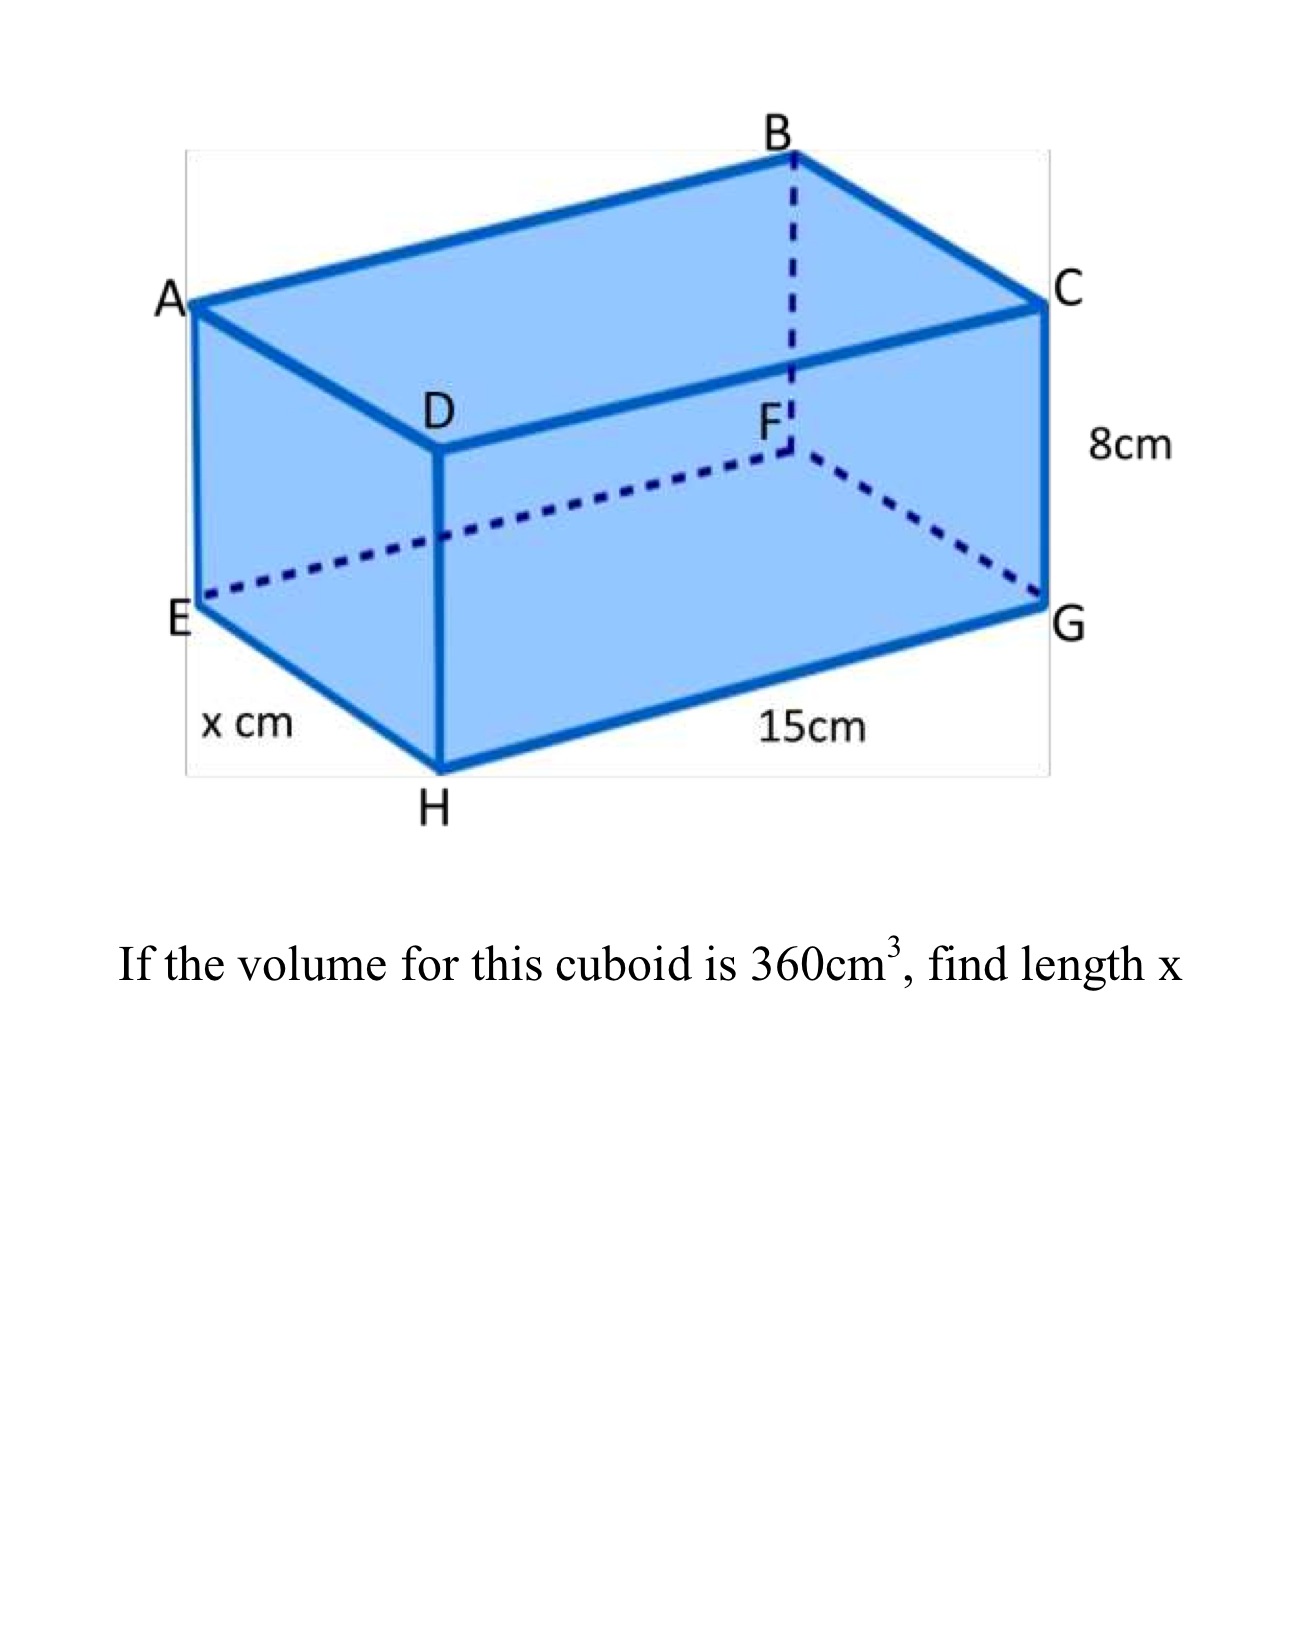 B
A
C
D
F
8cm
E
G
x cm
15cm
H
If the volume for this cuboid is 360cm³, find length x